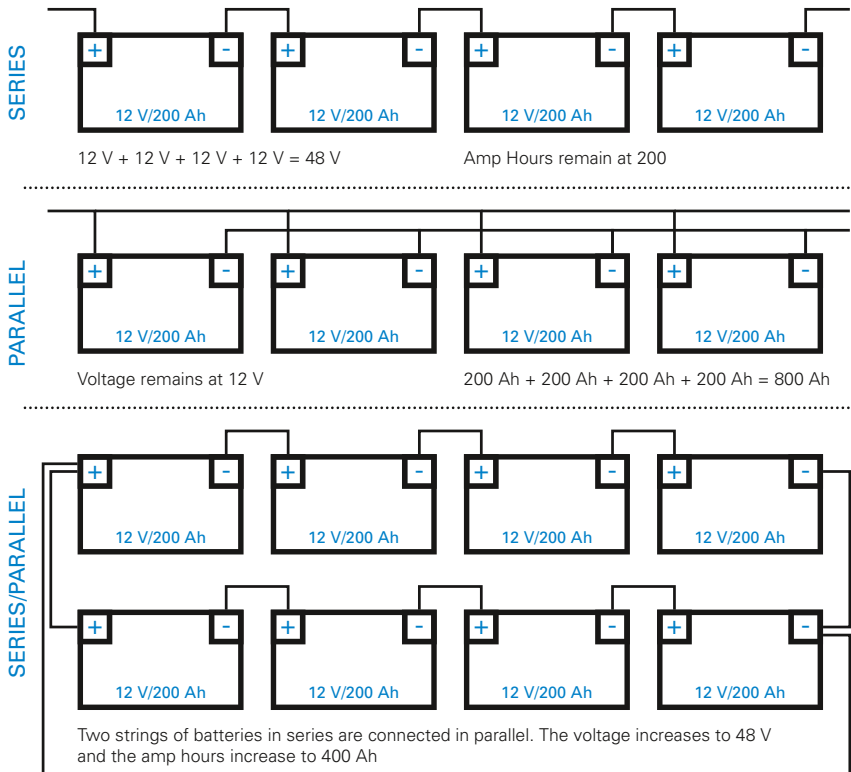 SERIES
+ - + - + - + -
12 V/200 Ah 12 V/200 Ah 12 V/200 Ah 12 V/200 Ah
12 V + 12 V + 12 V + 12 V = 48 V Amp Hours remain at 200
PARALLEL
+ - + - + - + -
12 V/200 Ah 12 V/200 Ah 12 V/200 Ah 12 V/200 Ah
Voltage remains at 12 V 200 Ah + 200 Ah + 200 Ah + 200 Ah = 800 Ah
SERIES/PARALLEL
+ - + - + - + -
12 V/200 Ah 12 V/200 Ah 12 V/200 Ah 12 V/200 Ah
+ - + - + - + -
12 V/200 Ah 12 V/200 Ah 12 V/200 Ah 12 V/200 Ah
Two strings of batteries in series are connected in parallel. The voltage increases to 48 V
and the amp hours increase to 400 Ah